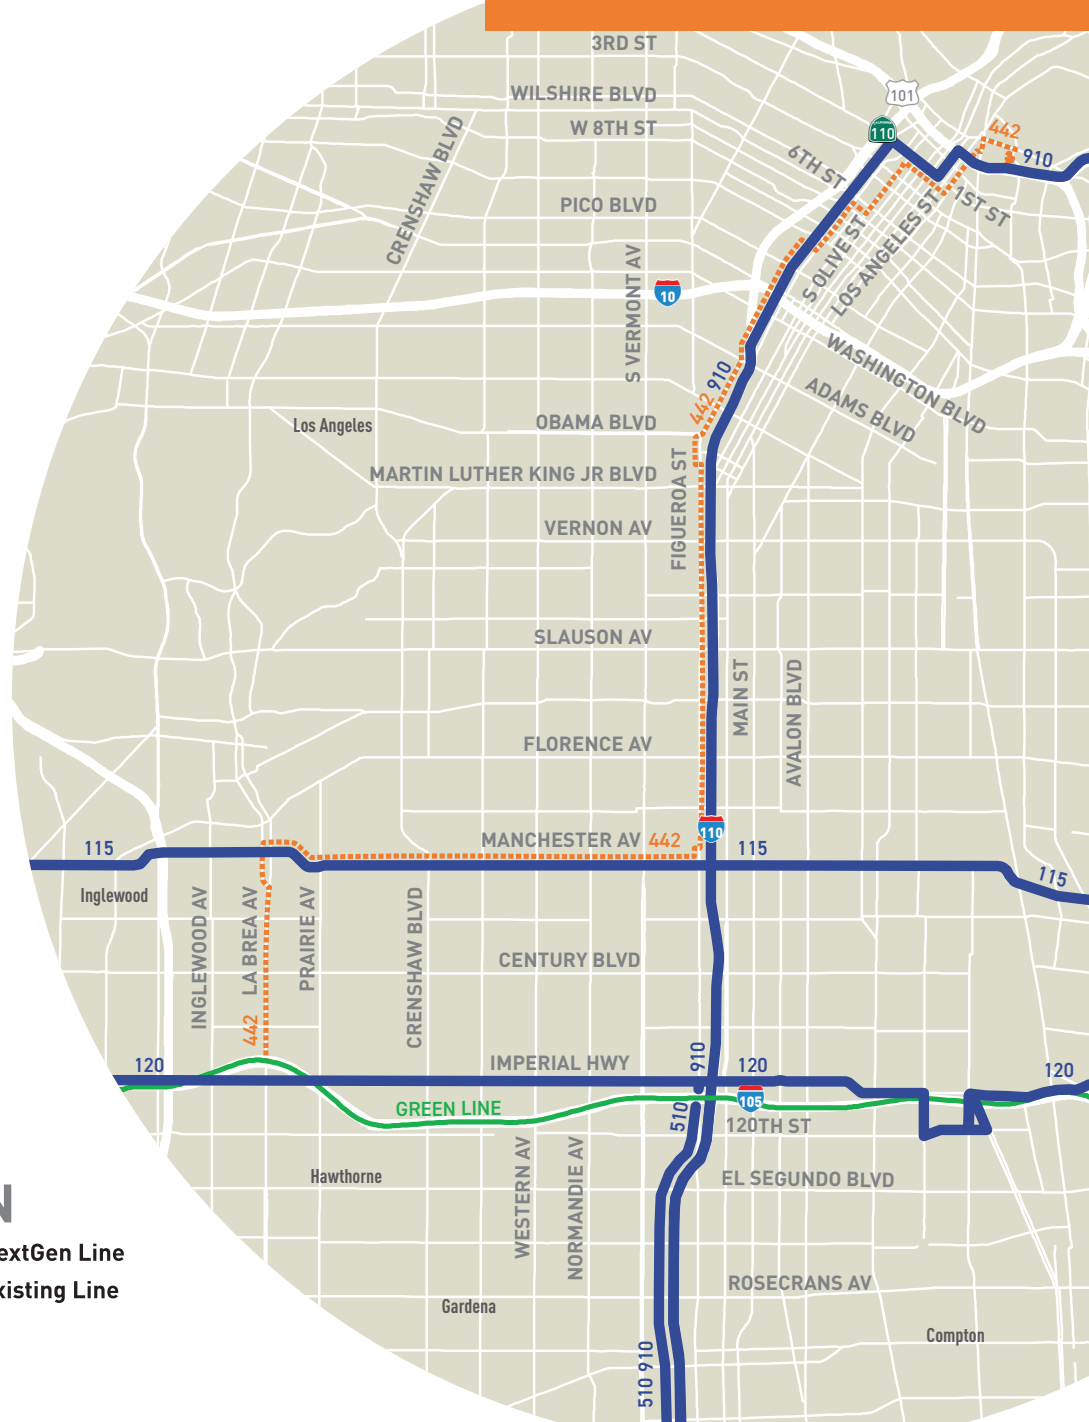 3RD ST
WILSHIRE BLVD
101
W 8TH ST
CALIFORNIA
110
442
910
6TH ST
CRENSHAW BLVD
PICO BLVD
1ST ST
S OLIVE ST
LOS ANGELES ST
S VERMONT AV
10
WASHINGTON BLVD
910
442
ADAMS BLVD
Los Angeles
OBAMA BLVD
MARTIN LUTHER KING JR BLVD
FIGUEROA ST
VERNON AV
SLAUSON AV
MAIN ST
AVALON BLVD
FLORENCE AV
MANCHESTER AV 442
110
115
115
115
Inglewood
INGLEWOOD AV
LA BREA AV
PRAIRIE AV
CRENSHAW BLVD
CENTURY BLVD
442
910
120
IMPERIAL HWY
120
120
GREEN LINE
510
105
120TH ST
Hawthorne
WESTERN AV
NORMANDIE AV
EL SEGUNDO BLVD
N
extGen Line
xisting Line
ROSECRANS AV
Gardena
Compton
510 910